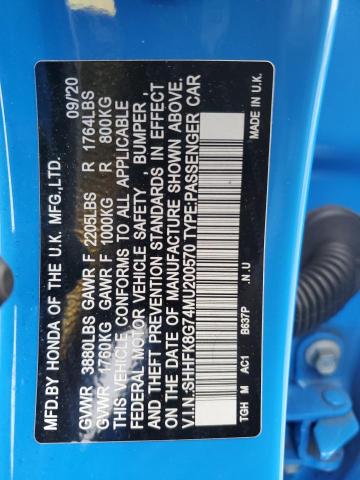 MFD.BY HONDA OF THE U.K. MFG.,LTD. 09/'20
GVWR 3880LBS GAWR F 2205LBS R 1764LBS
GVWR 1760KG GAWR F 1000KG R 800KG
THIS VEHICLE CONFORMS TO ALL APPLICABLE
FEDERAL MOTOR VEHICLE SAFETY , BUMPER ,
AND THEFT PREVENTION STANDARDS IN EFFECT
ON THE DATE OF MANUFACTURE SHOWN ABOVE.
V.I.N.:SHHFK8G74MU200570 TYPE:PASSENGER CAR
TGH M AC1 B637P .N.U MADE IN U.K.